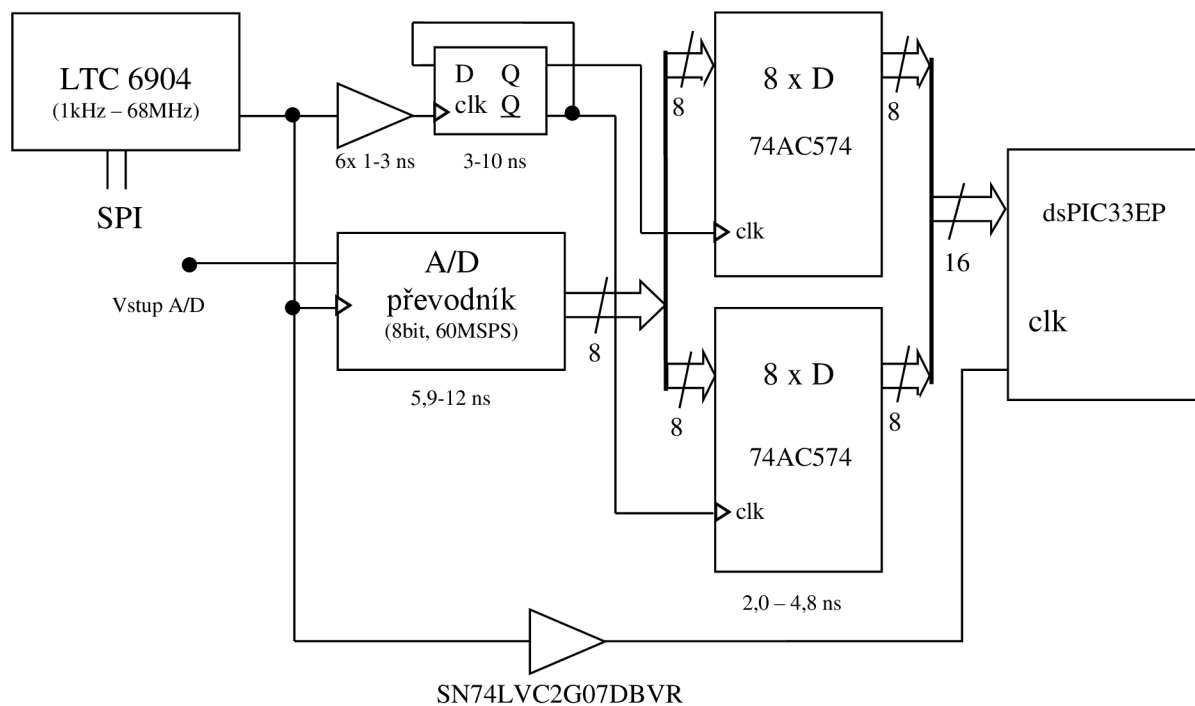 LTC 6904
(1kHz – 68MHz)
SPI
6x 1-3 ns
D Q
clk Q
3-10 ns
Vstup A/D
A/D
převodník
(8bit, 60MSPS)
5,9-12 ns
8
8
8 x D
74AC574
clk
8
8
8 x D
74AC574
clk
8
2,0 – 4,8 ns
16
dsPIC33EP
clk
SN74LVC2G07DBVR